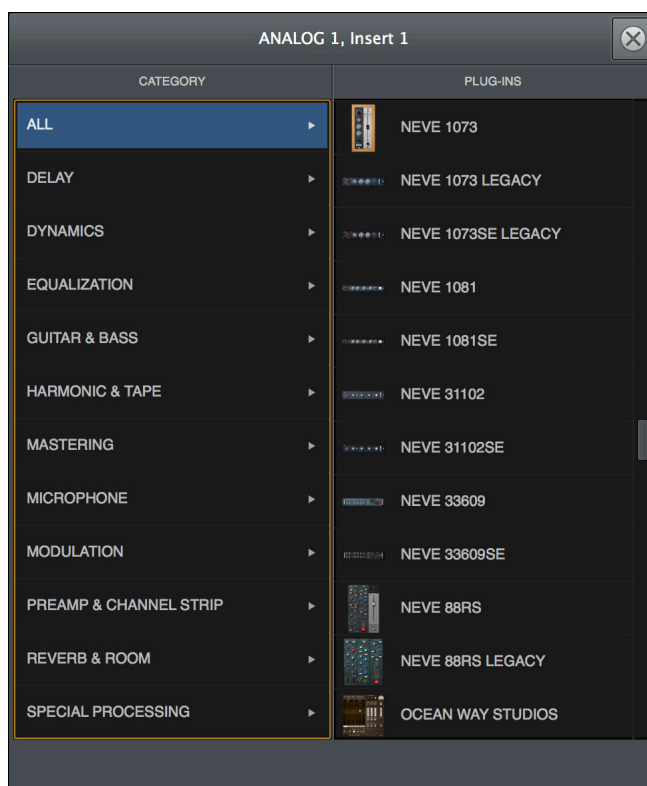 ANALOG 1, Insert 1
CATEGORY
PLUG-INS
ALL
DELAY
DYNAMICS
EQUALIZATION
GUITAR & BASS
HARMONIC & TAPE
MASTERING
MICROPHONE
MODULATION
PREAMP & CHANNEL STRIP
REVERB & ROOM
SPECIAL PROCESSING
NEVE 1073
NEVE 1073 LEGACY
NEVE 1073SE LEGACY
NEVE 1081
NEVE 1081SE
NEVE 31102
NEVE 31102SE
NEVE 33609
NEVE 33609SE
NEVE 88RS
NEVE 88RS LEGACY
OCEAN WAY STUDIOS